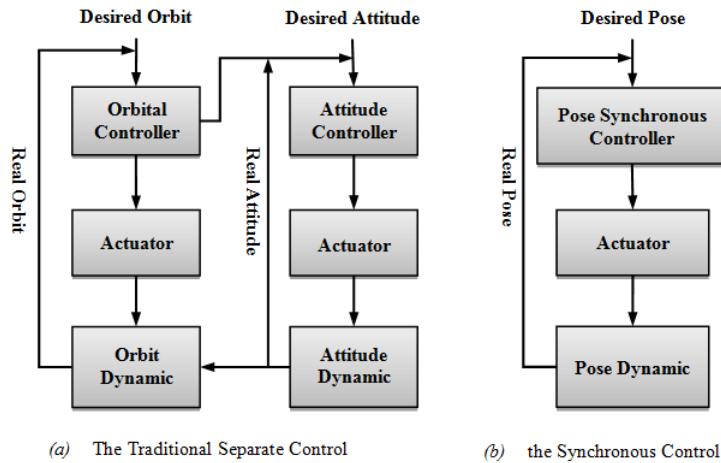 Desired Orbit
Desired Attitude
Orbital
Controller
Attitude
Controller
Real Orbit
Real Attitude
Actuator
Actuator
Orbit
Dynamic
Attitude
Dynamic
(a) The Traditional Separate Control
Desired Pose
Pose Synchronous
Controller
Real Pose
Actuator
Pose Dynamic
(b) the Synchronous Control